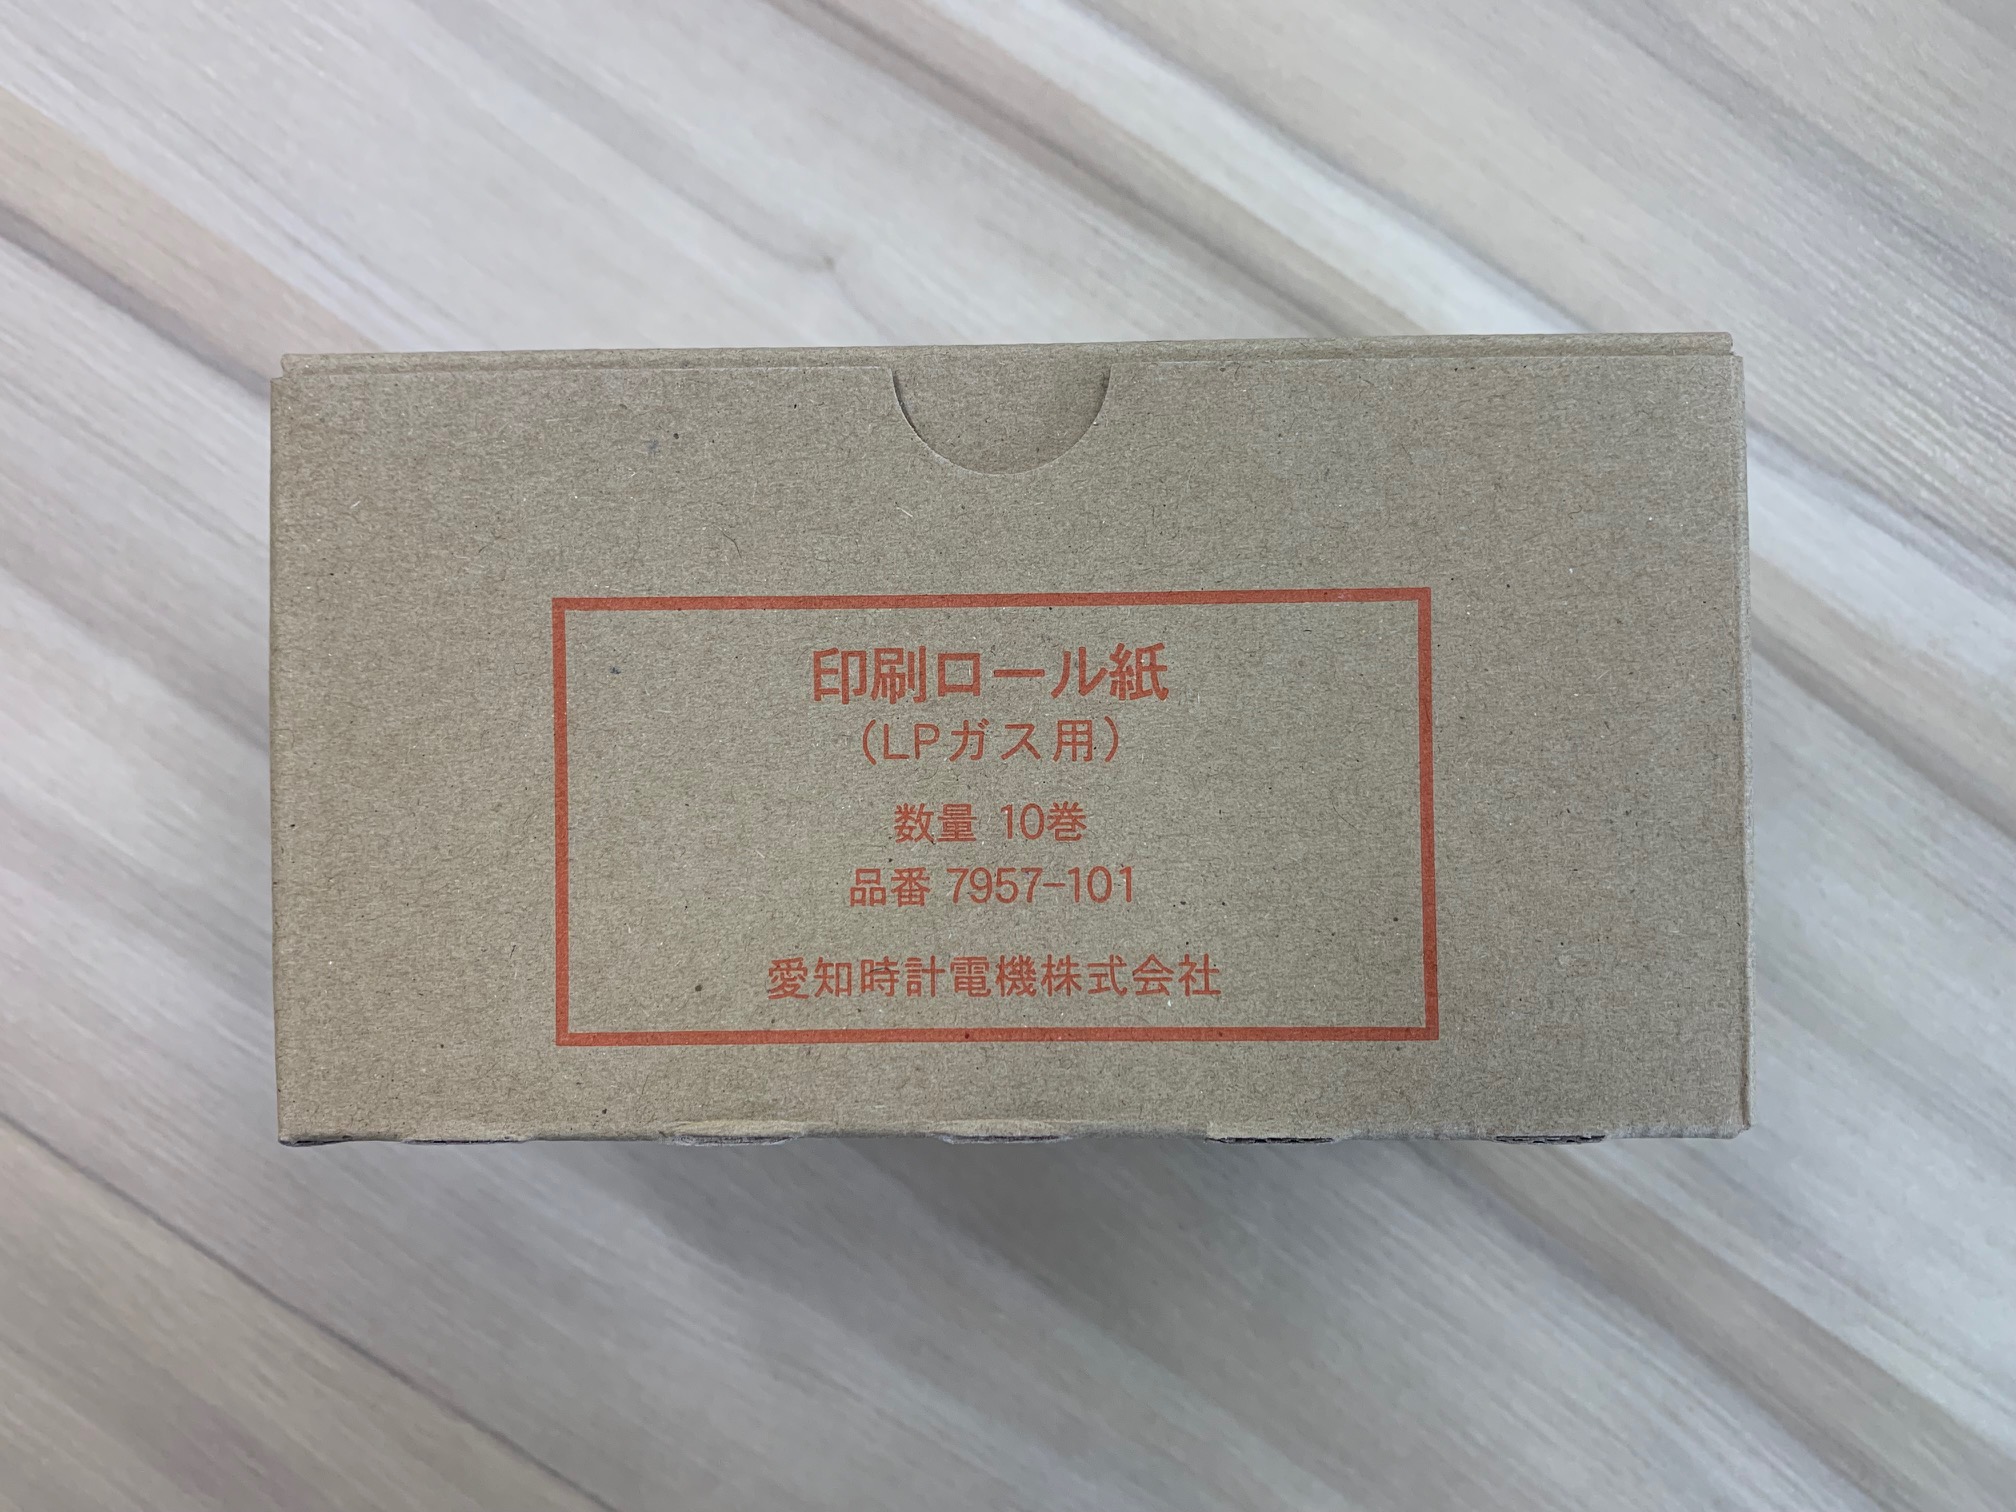 印刷ロール紙
(LPガス用)
数量 10巻
品番 7957-101
愛知時計電機株式会社